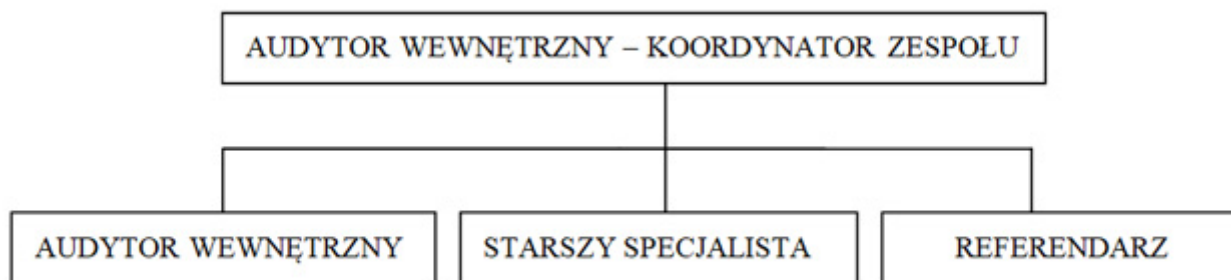 AUDYTOR WEWNĘTRZNY – KOORDYNATOR ZESPOŁU
AUDYTOR WEWNĘTRZNY
STARSZY SPECJALISTA
REFERENDARZ